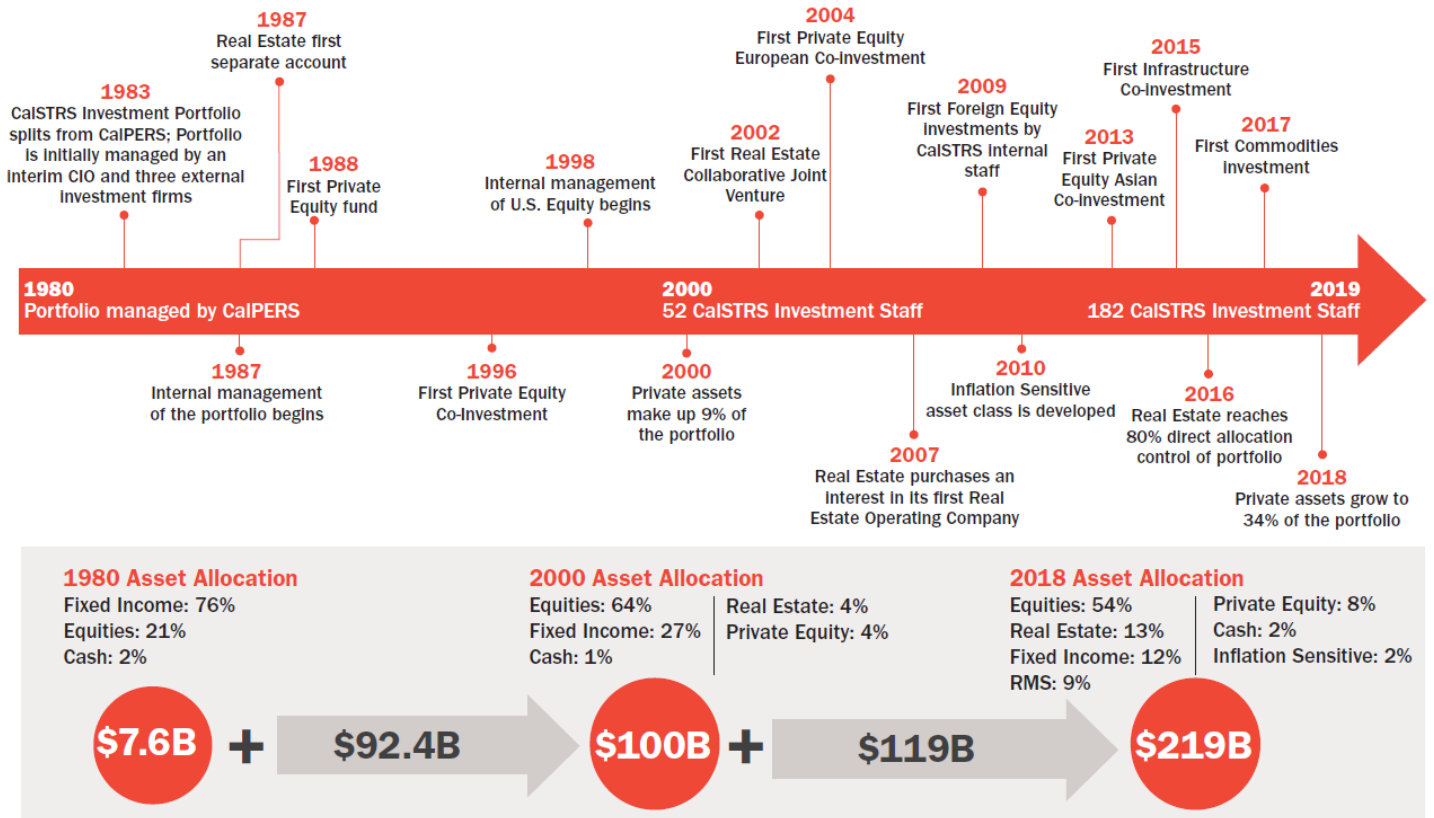 1987
Real Estate first
separate account
2004
First Private Equity
European Co-Investment
2015
First Infrastructure
Co-investment
1983
CalSTRS Investment Portfolio
splits from CalPERS; Portfolio
is initially managed by an
interim CIO and three external
investment firms
1988
First Private
Equity fund
1998
Internal management
of U.S. Equity begins
2002
First Real Estate
Collaborative Joint
Venture
2009
First Foreign Equity
investments by
CalSTRS internal
staff
2013
First Private
Equity Asian
Co-Investment
2017
First Commodities
investment
1980
Portfolio managed by CalPERS
2000
52 CalSTRS Investment Staff
2019
182 CalSTRS Investment Staff
1987
Internal management
of the portfolio begins
1996
First Private Equity
Co-Investment
2000
Private assets
make up 9% of
the portfolio
2007
Real Estate purchases an
interest in its first Real
Estate Operating Company
2010
Inflation Sensitive
asset class is developed
2016
Real Estate reaches
80% direct allocation
control of portfolio
2018
Private assets grow to
34% of the portfolio
1980 Asset Allocation
Fixed Income: 76%
Equities: 21%
Cash: 2%
2000 Asset Allocation
Equities: 64%
Fixed Income: 27%
Cash: 1%
Real Estate: 4%
Private Equity: 4%
2018 Asset Allocation
Equities: 54%
Real Estate: 13%
Fixed Income: 12%
RMS: 9%
Private Equity: 8%
Cash: 2%
Inflation Sensitive: 2%
$7.6B + $92.4B $100B + $119B $219B